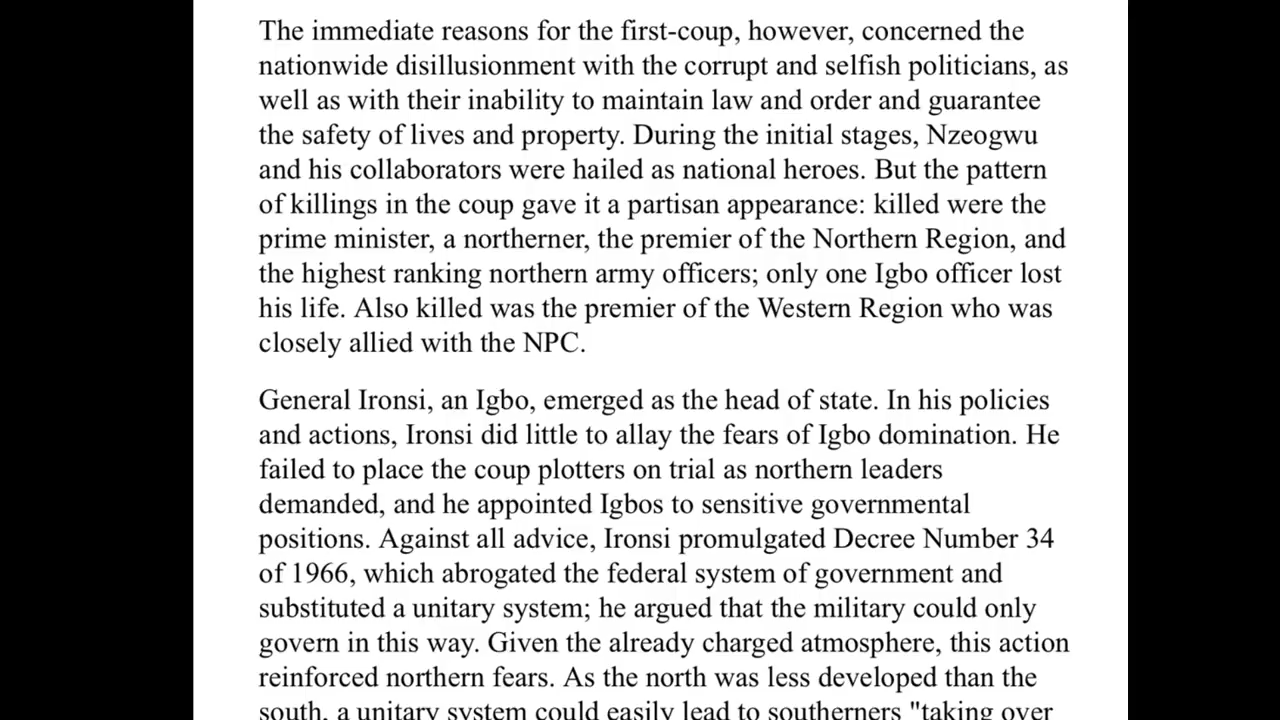 The immediate reasons for the first-coup, however, concerned the
nationwide disillusionment with the corrupt and selfish politicians, as
well as with their inability to maintain law and order and guarantee
the safety of lives and property. During the initial stages, Nzeogwu
and his collaborators were hailed as national heroes. But the pattern
of killings in the coup gave it a partisan appearance: killed were the
prime minister, a northerner, the premier of the Northern Region, and
the highest ranking northern army officers; only one Igbo officer lost
his life. Also killed was the premier of the Western Region who was
closely allied with the NPC.
General Ironsi, an Igbo, emerged as the head of state. In his policies
and actions, Ironsi did little to allay the fears of Igbo domination. He
failed to place the coup plotters on trial as northern leaders
demanded, and he appointed Igbos to sensitive governmental
positions. Against all advice, Ironsi promulgated Decree Number 34
of 1966, which abrogated the federal system of government and
substituted a unitary system; he argued that the military could only
govern in this way. Given the already charged atmosphere, this action
reinforced northern fears. As the north was less developed than the
south, a unitary system could easily lead to southerners "taking over